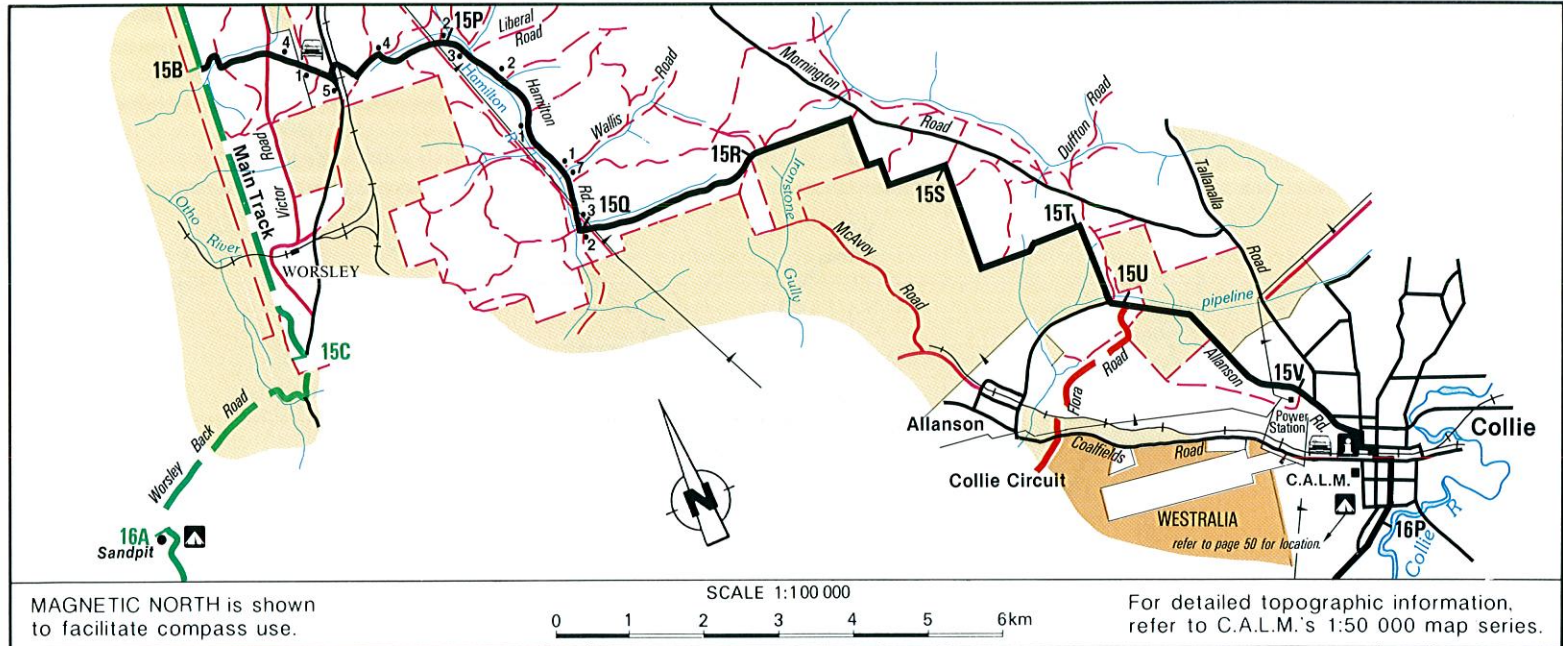 15B
4
1
5
4
2
15P
3
Liberal
Road
2
Hamilton
R
Hamilton
Rd.
1
1
7
Wallis
Road
3
15Q
2
Victor
Road
Main Track
Otho
River
WORSLEY
15C
Worsley
Back
Road
16A
Sandpit
15R
Ironstone
Gully
Mornington
Road
15S
McAvoy
Road
Duffton
Road
15T
15U
Tallanalla
Road
pipeline
Allanson
Rd.
15V
Power
Station
Flora
Road
Allanson
Coalfields
Road
Collie Circuit
Collie
C.A.L.M.
WESTRALIA
refer to page 50 for location.
16P
Collie
R
N
MAGNETIC NORTH is shown
to facilitate compass use.
SCALE 1:100 000
0 1 2 3 4 5 6km
For detailed topographic information,
refer to C.A.L.M.'s 1:50 000 map series.